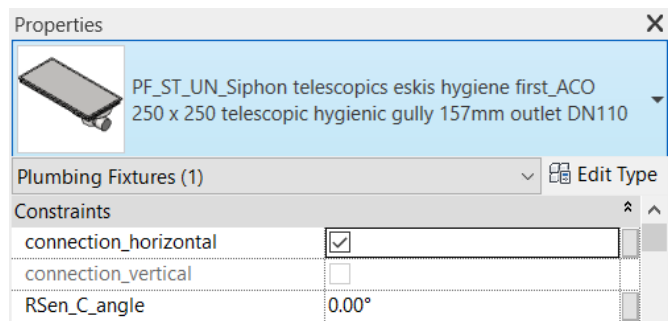 Properties
PF_ST_UN_Siphon telescopics eskis hygiene first_ACO
250 x 250 telescopic hygienic gully 157mm outlet DN110
Plumbing Fixtures (1) Edit Type
Constraints
connection_horizontal
connection_vertical
RSen_C_angle 0.00°